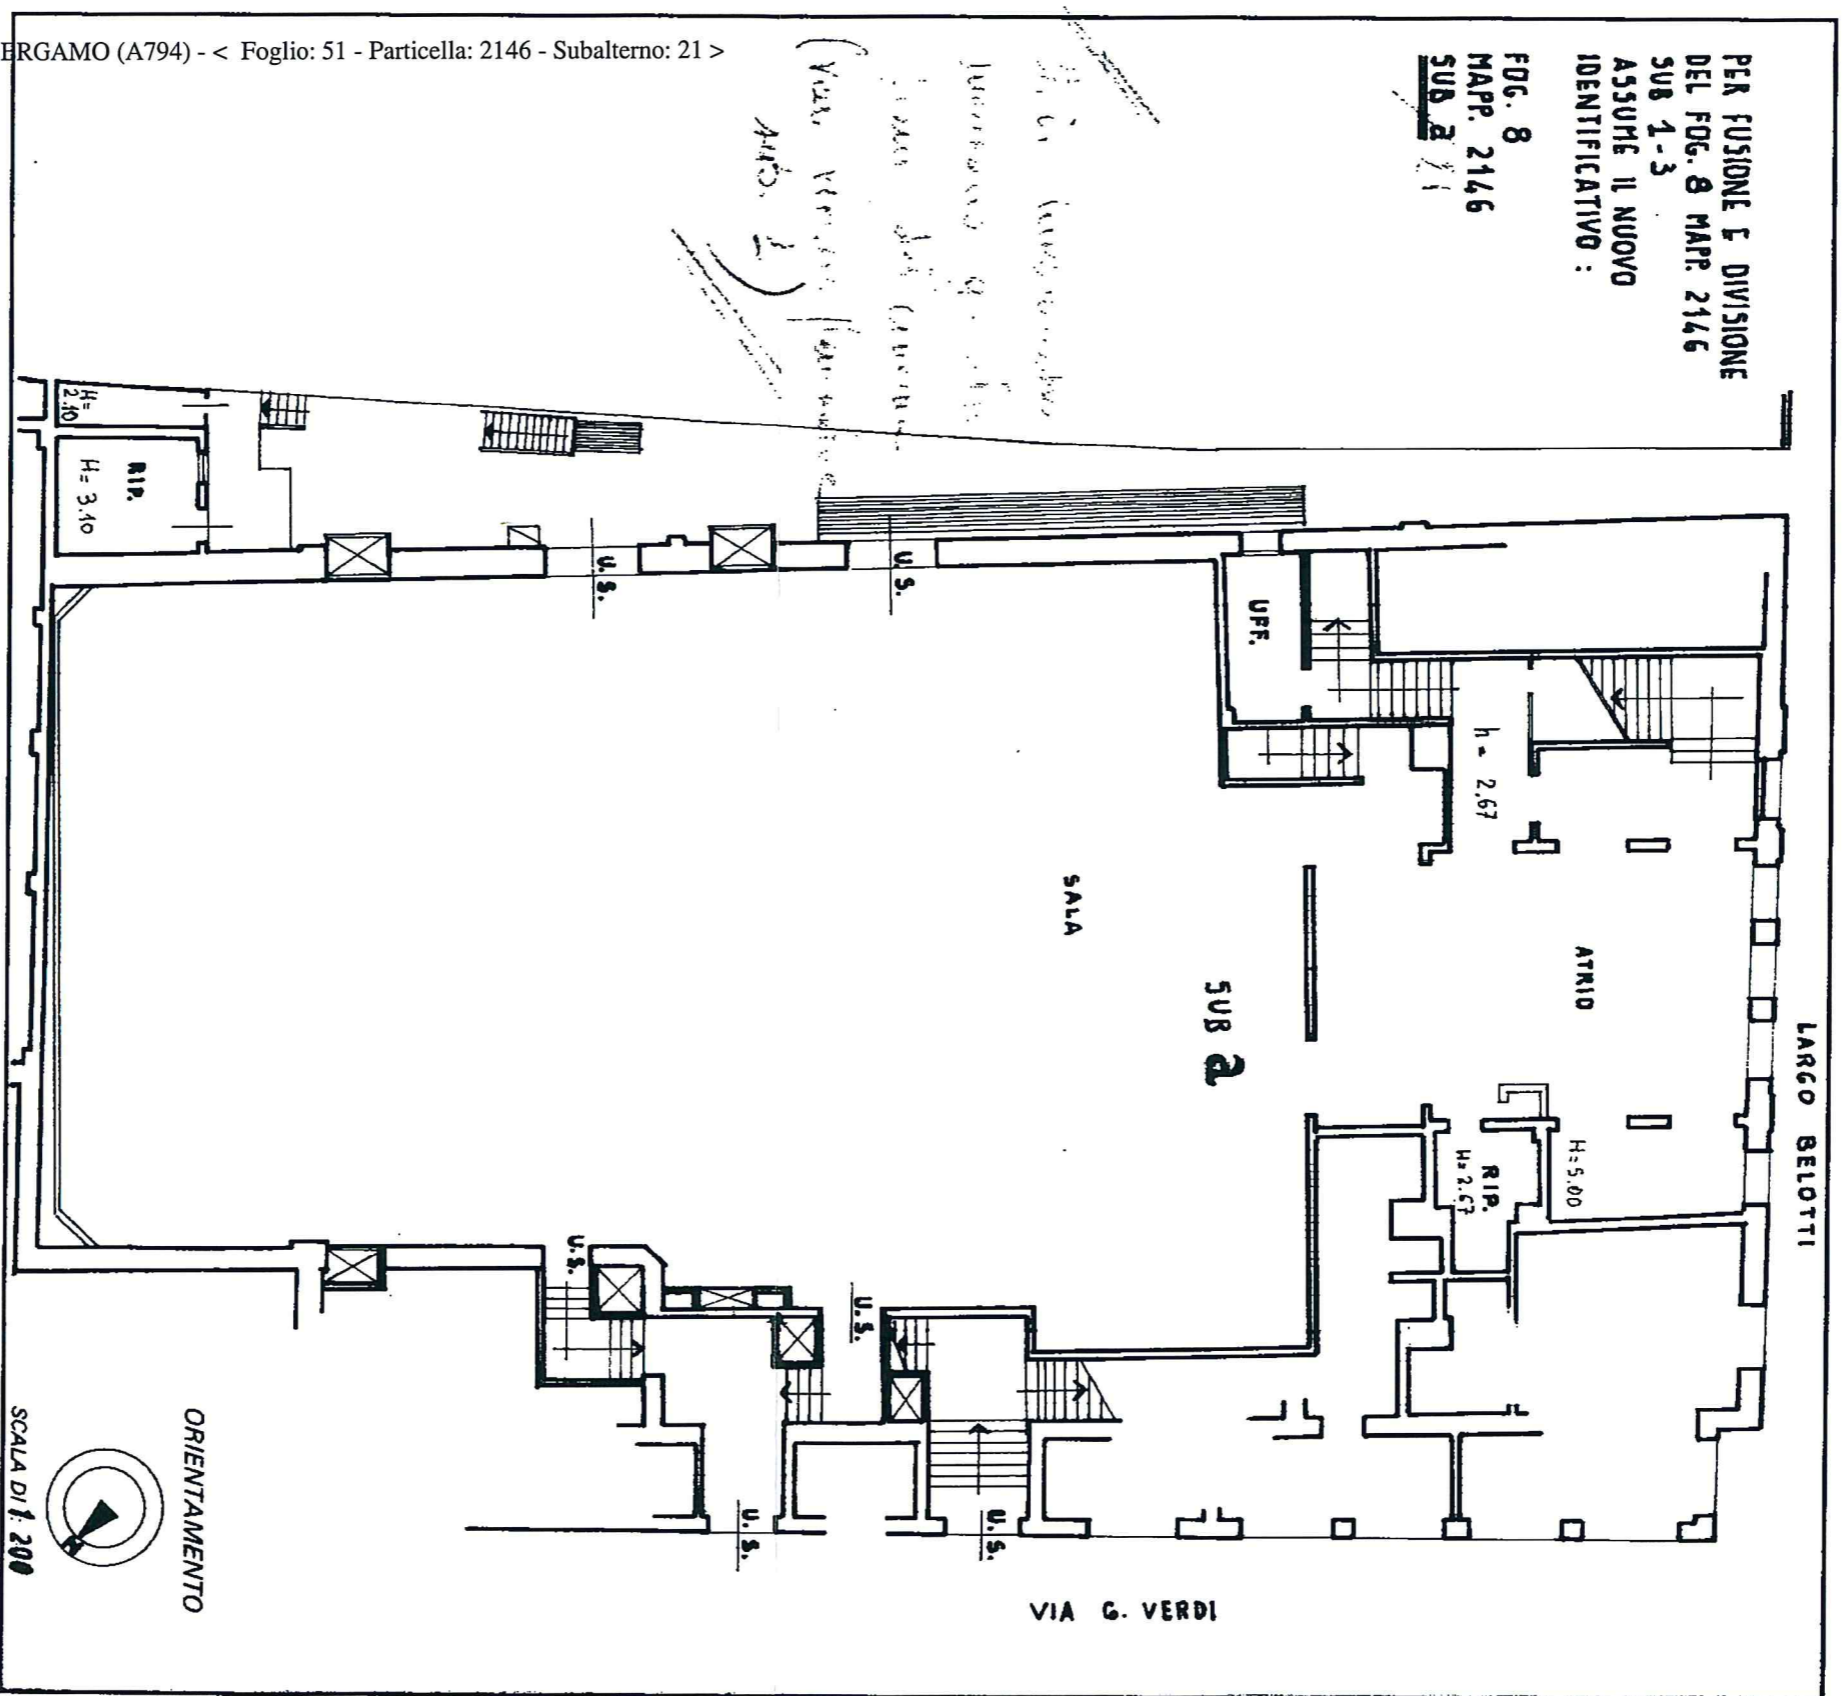 ERGAMO (A794) - < Foglio: 51 - Particella: 2146 - Subalterno: 21 >
PER FUSIONE E DIVISIONE
DEL FOG. 8 MAPP. 2146
SUB 1-3
ASSUME IL NUOVO
IDENTIFICATIVO :
FOG. 8
MAPP. 2146
SUB a
H=
2.10
RIP.
H= 3.10
U.S.
U.S.
UFF.
h= 2,67
SALA
ATRIO
SUB a
LARGO BELOTTI
H=5.00
RIP.
H=2.67
U.S.
U.S.
U.S.
U.S.
VIA G. VERDI
ORIENTAMENTO
N
SCALA DI 1: 200